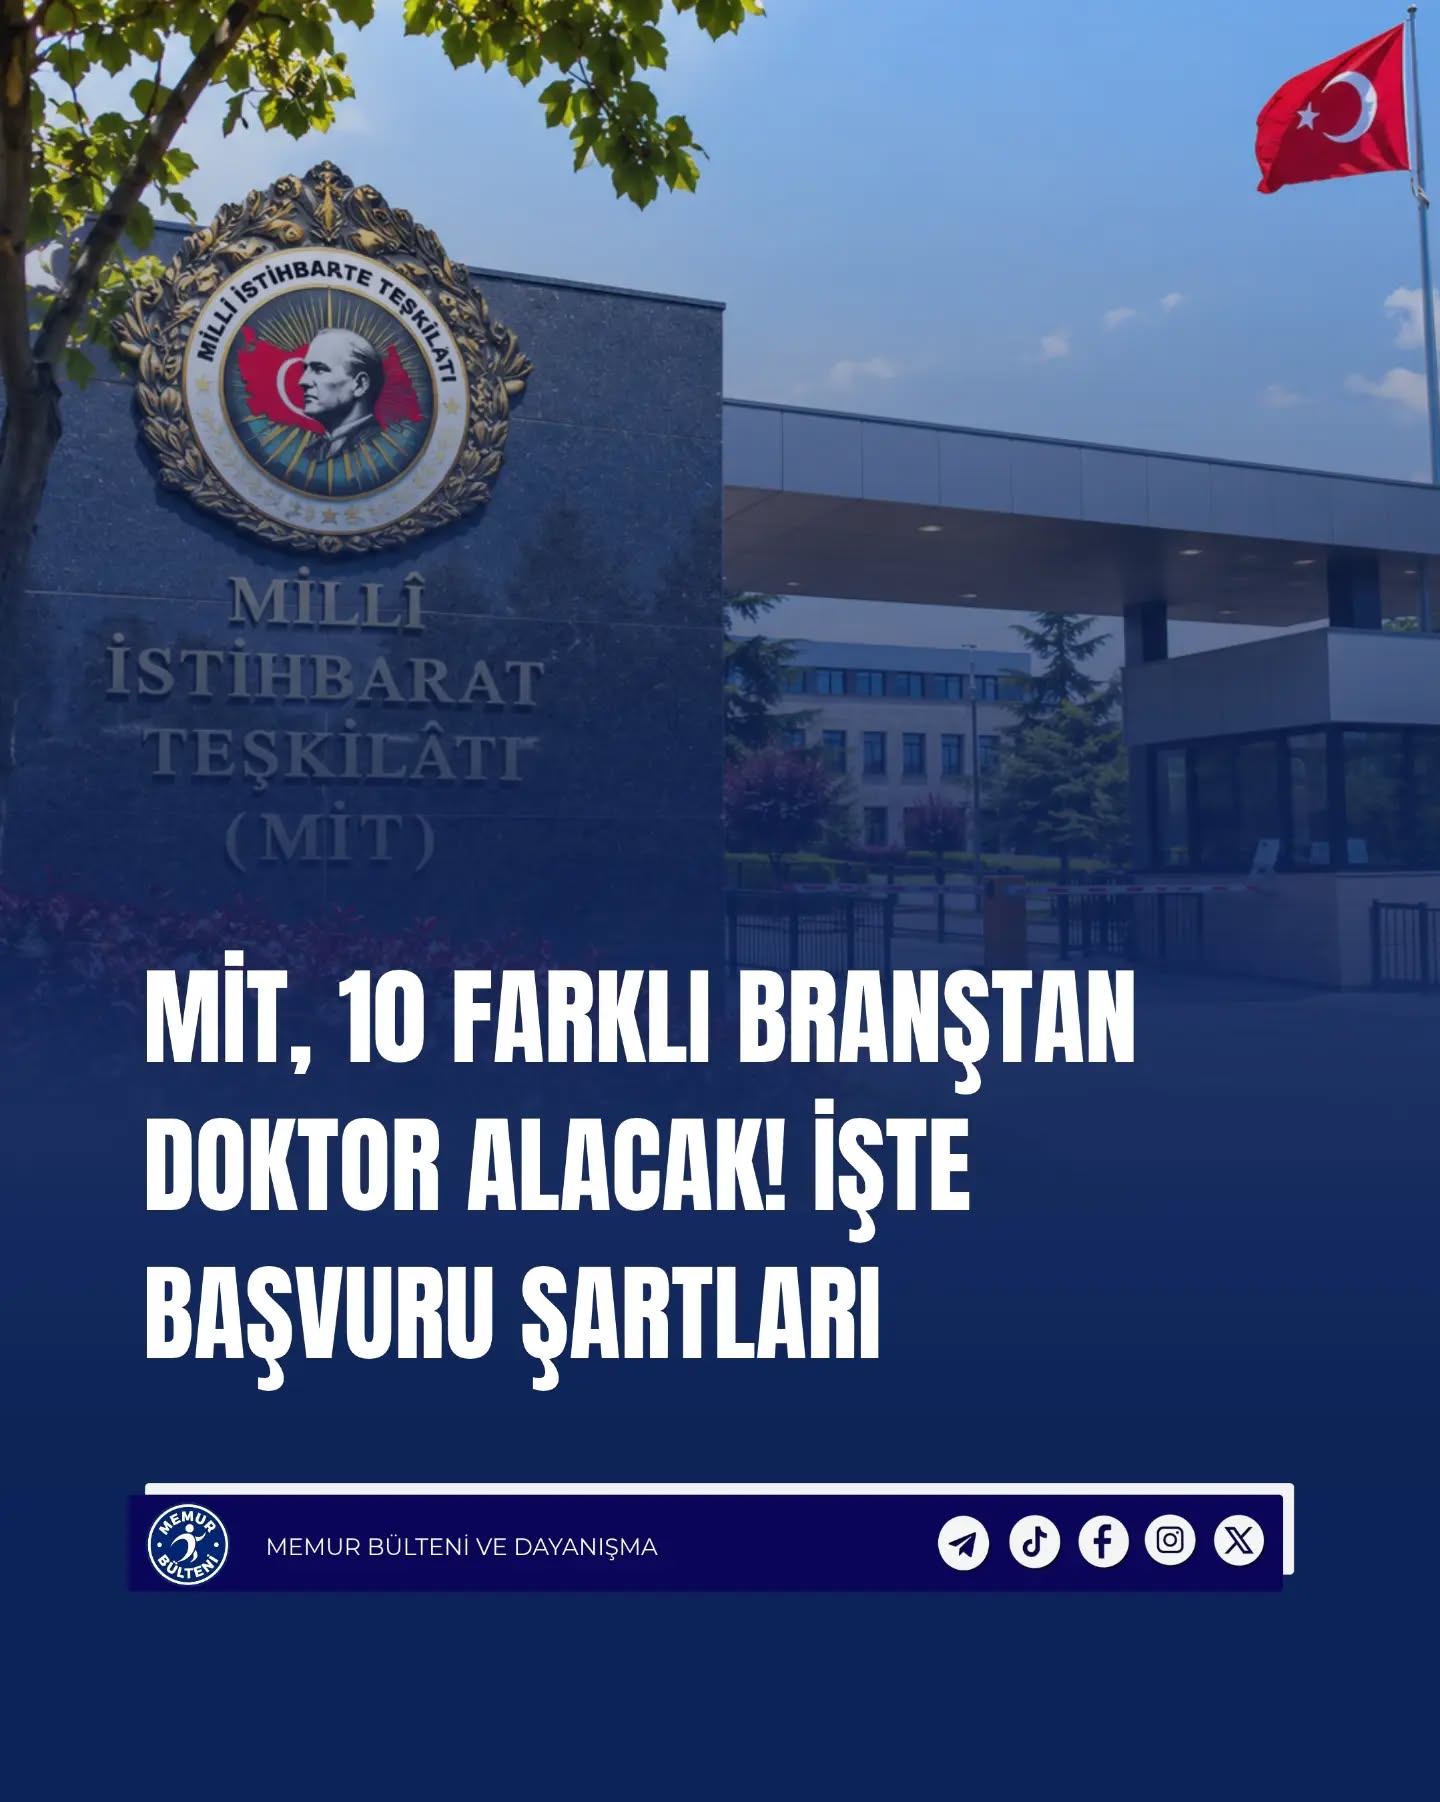 MİLLİ İSTİHBARTE TEŞKİLATI
MİLLÎ
İSTİHBARAT
TEŞKİLÂTI
(MİT)
MİT, 10 FARKLI BRANŞTAN
DOKTOR ALACAK! İŞTE
BAŞVURU ŞARTLARI
MEMUR BÜLTENİ
MEMUR BÜLTENİ VE DAYANIŞMA